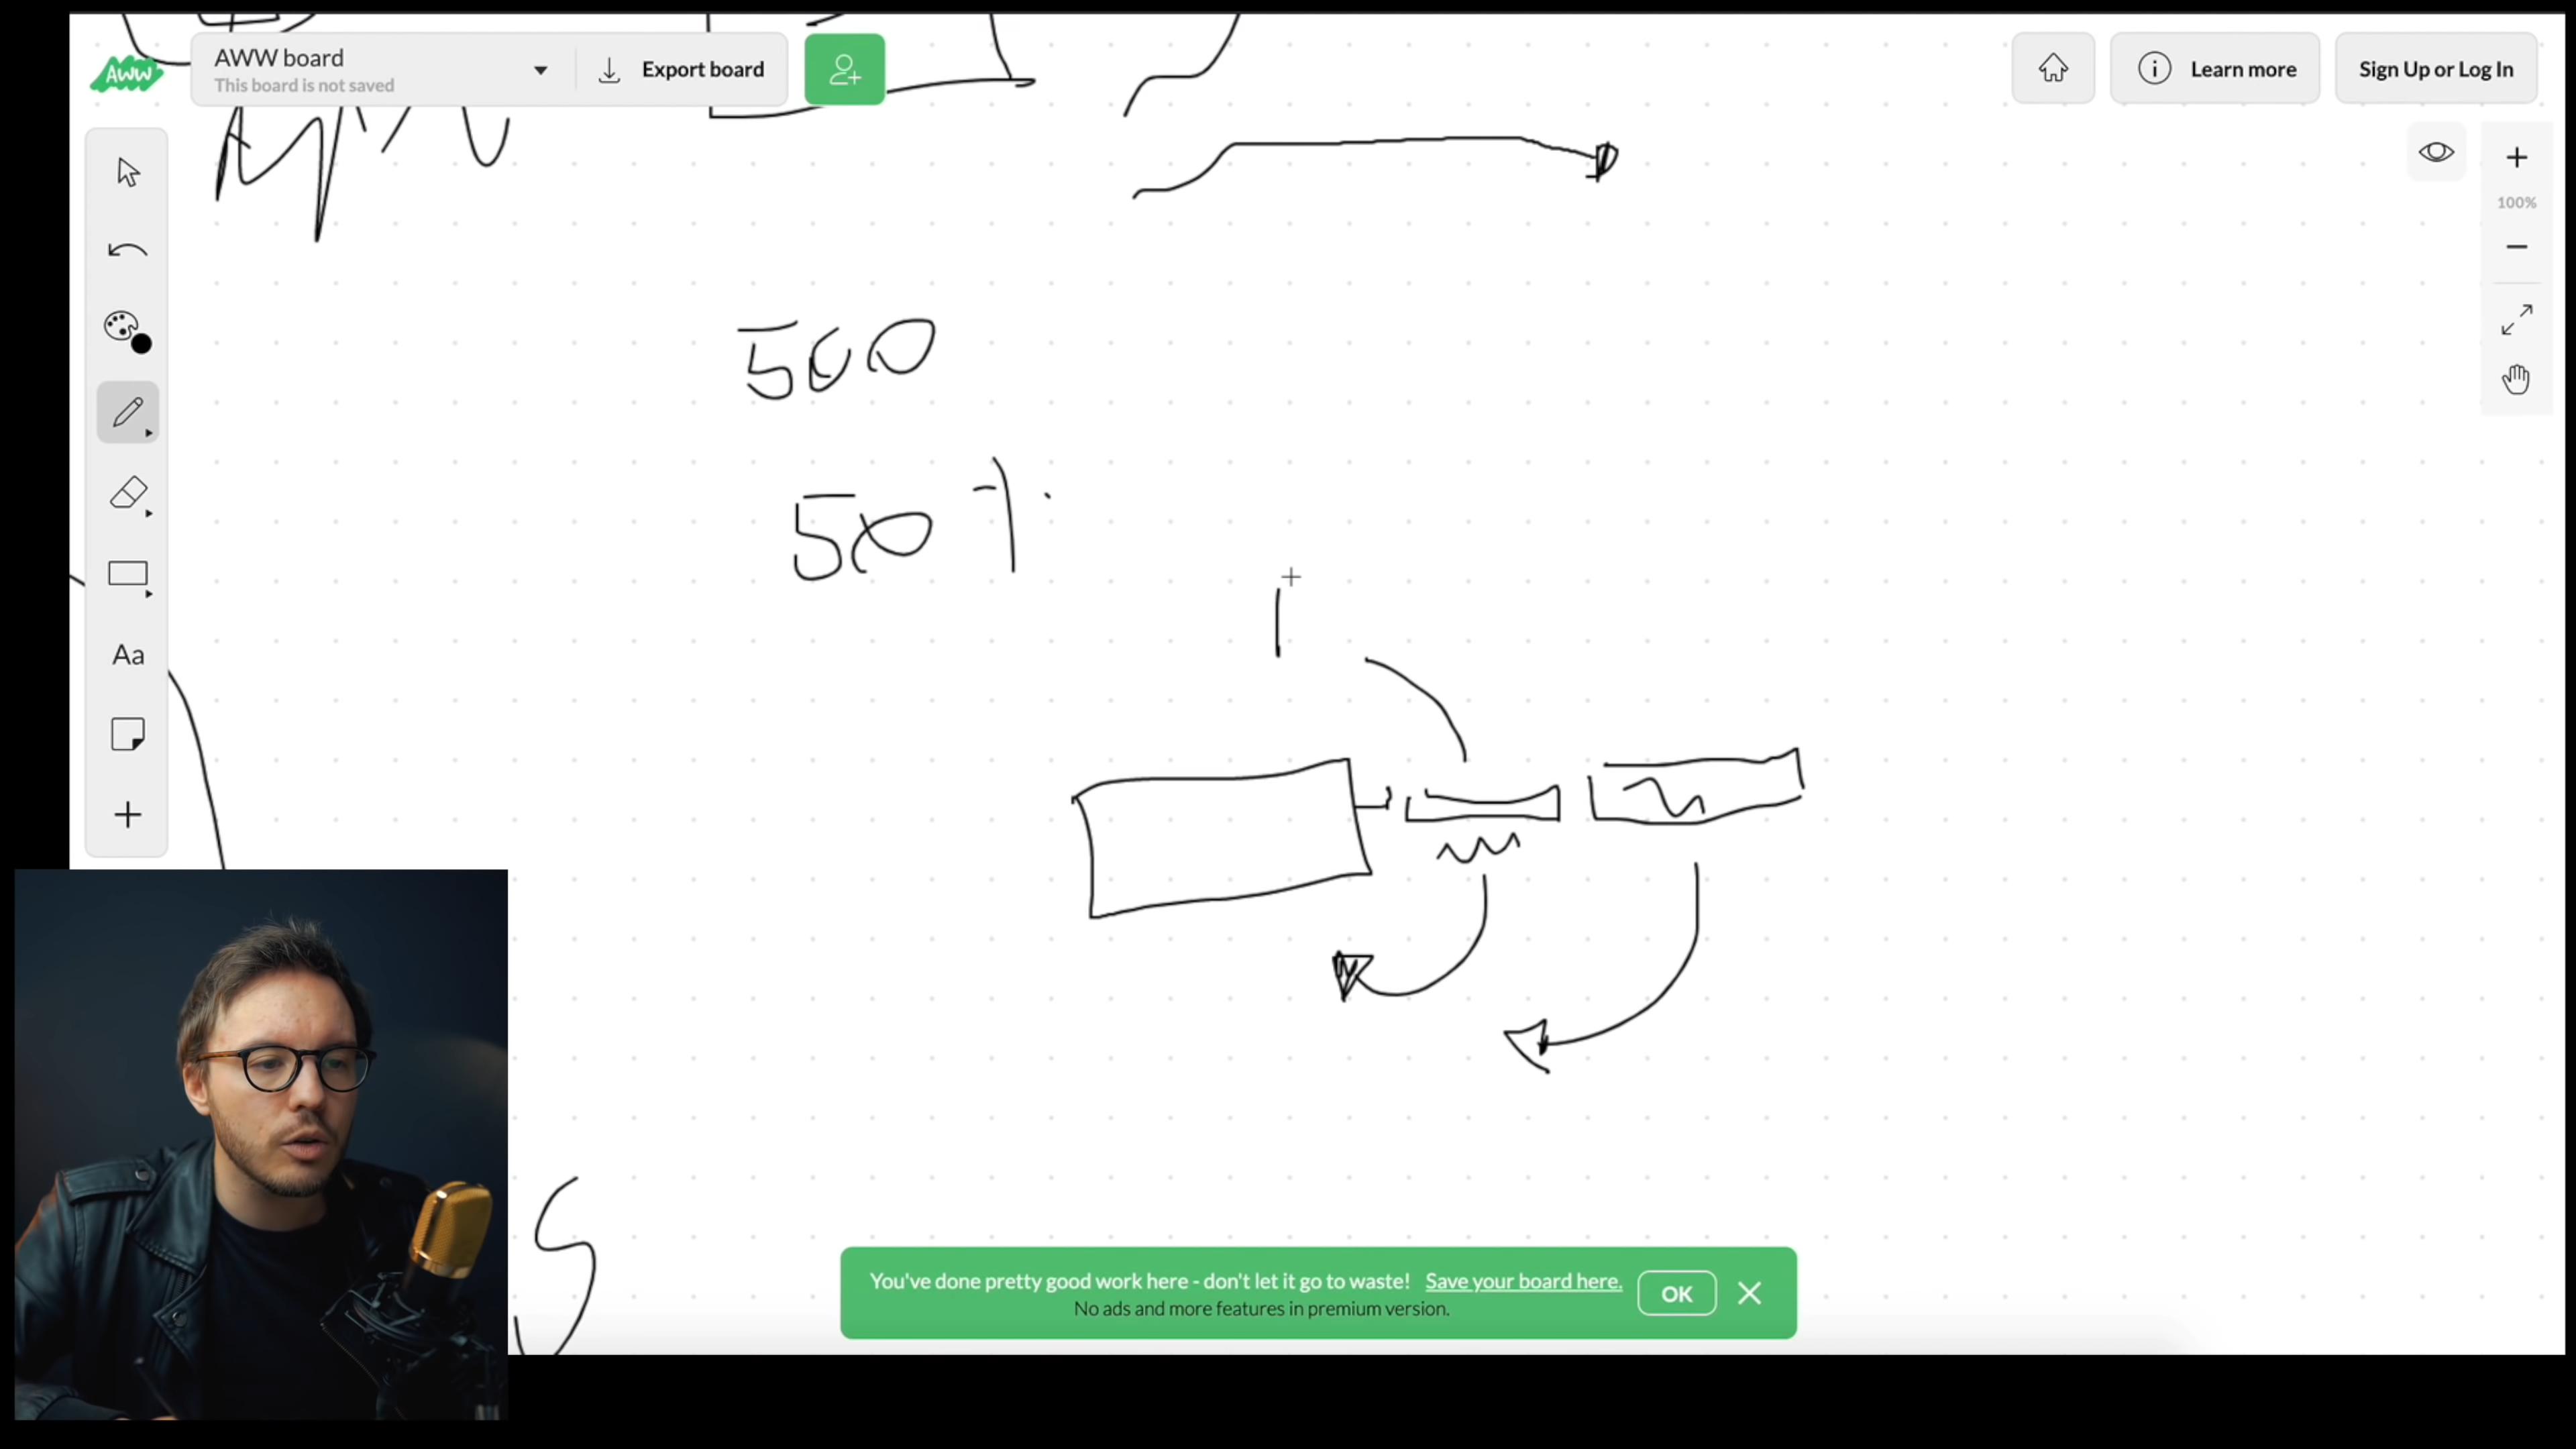 AWW
AWW board
This board is not saved
Export board
Learn more
Sign Up or Log In
100%
500
50
Aa
S
You've done pretty good work here - don't let it go to waste! Save your board here.
No ads and more features in premium version.
OK